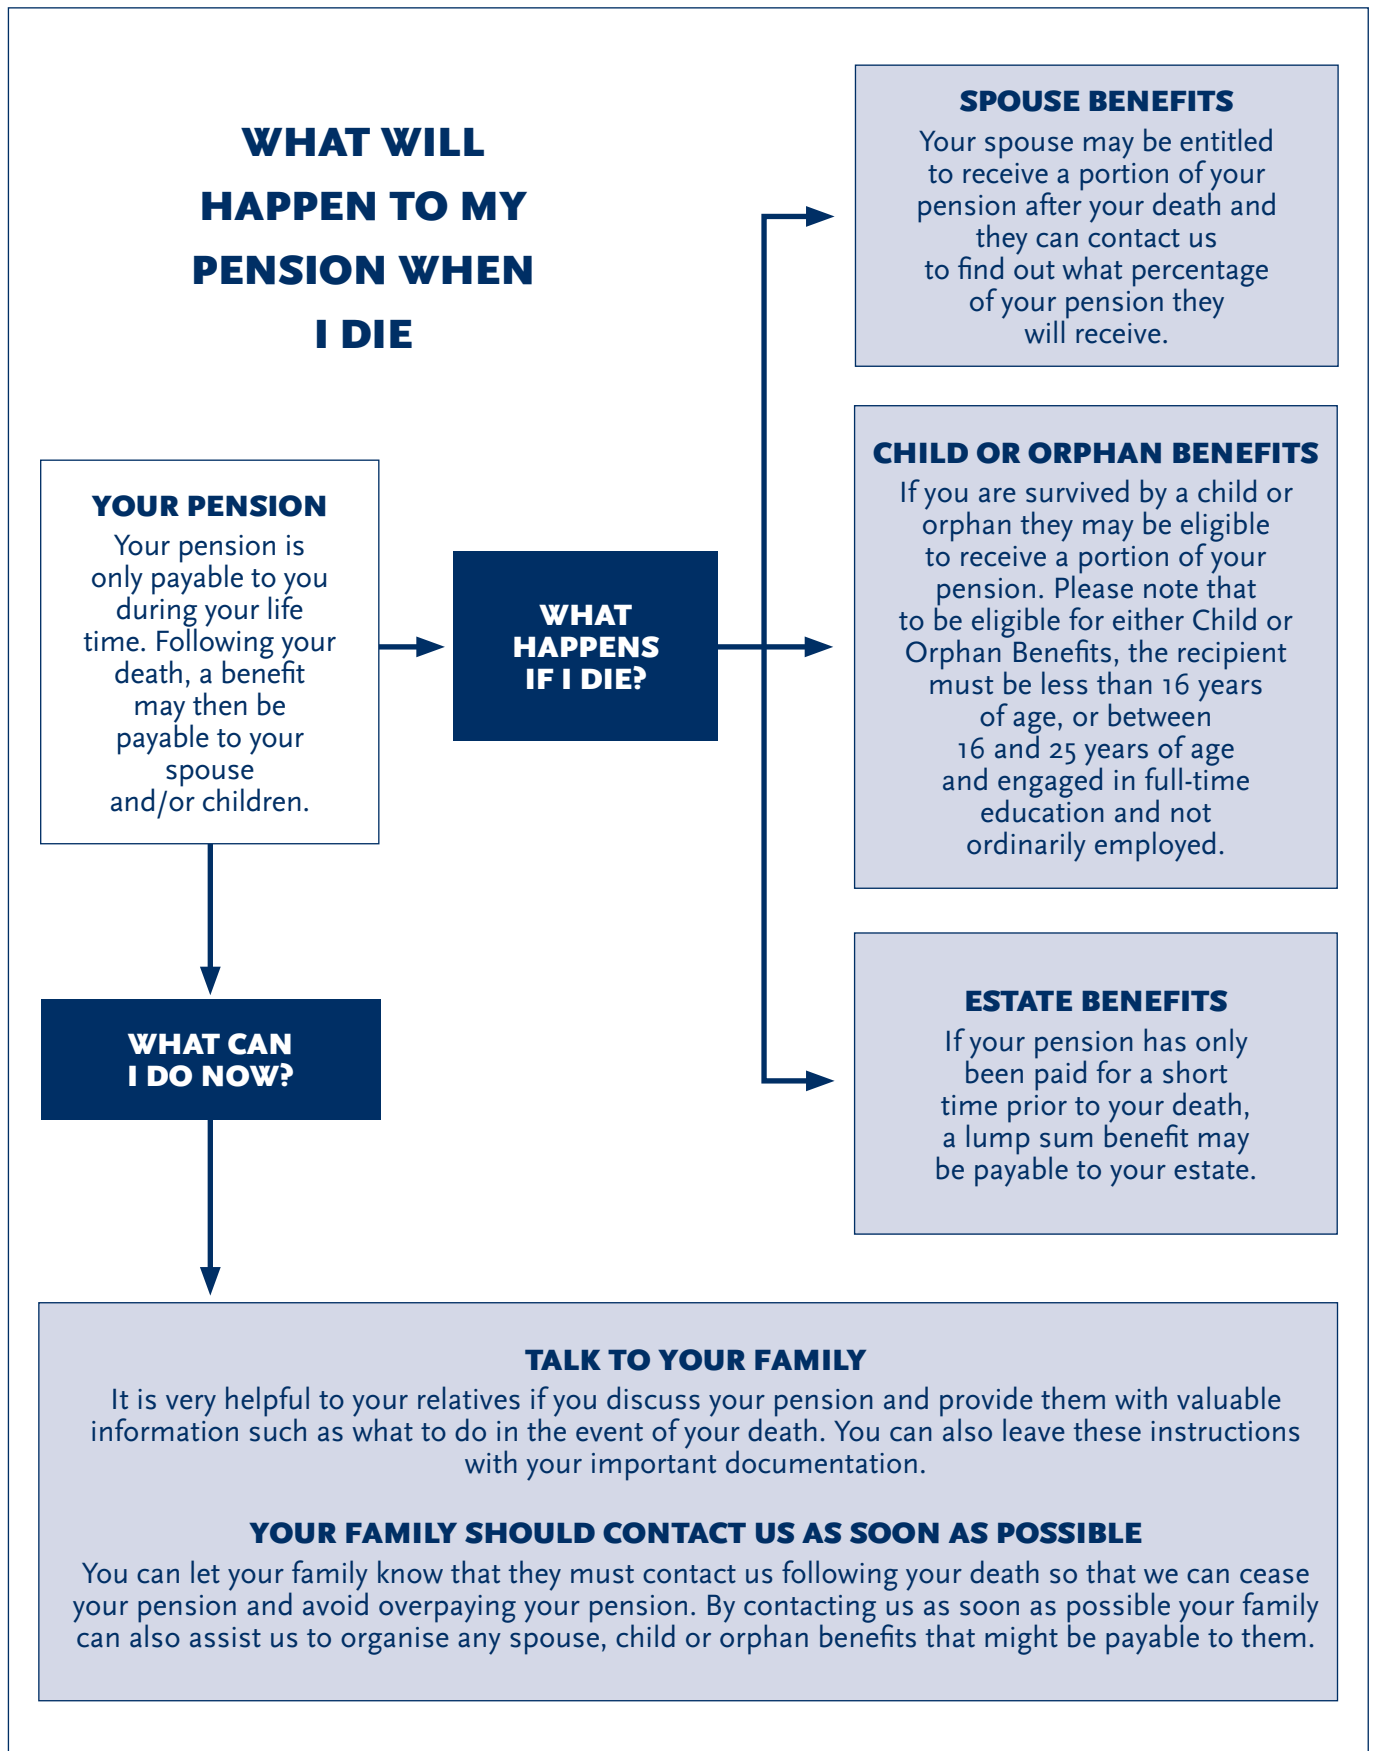 WHAT WILL
HAPPEN TO MY
PENSION WHEN
I DIE
YOUR PENSION
Your pension is
only payable to you
during your life
time. Following your
death, a benefit
may then be
payable to your
spouse
and/or children.
WHAT
HAPPENS
IF I DIE?
SPOUSE BENEFITS
Your spouse may be entitled
to receive a portion of your
pension after your death and
they can contact us
to find out what percentage
of your pension they
will receive.
CHILD OR ORPHAN BENEFITS
If you are survived by a child or
orphan they may be eligible
to receive a portion of your
pension. Please note that
to be eligible for either Child or
Orphan Benefits, the recipient
must be less than 16 years
of age, or between
16 and 25 years of age
and engaged in full-time
education and not
ordinarily employed.
ESTATE BENEFITS
If your pension has only
been paid for a short
time prior to your death,
a lump sum benefit may
be payable to your estate.
WHAT CAN
I DO NOW?
TALK TO YOUR FAMILY
It is very helpful to your relatives if you discuss your pension and provide them with valuable
information such as what to do in the event of your death. You can also leave these instructions
with your important documentation.
YOUR FAMILY SHOULD CONTACT US AS SOON AS POSSIBLE
You can let your family know that they must contact us following your death so that we can cease
your pension and avoid overpaying your pension. By contacting us as soon as possible your family
can also assist us to organise any spouse, child or orphan benefits that might be payable to them.